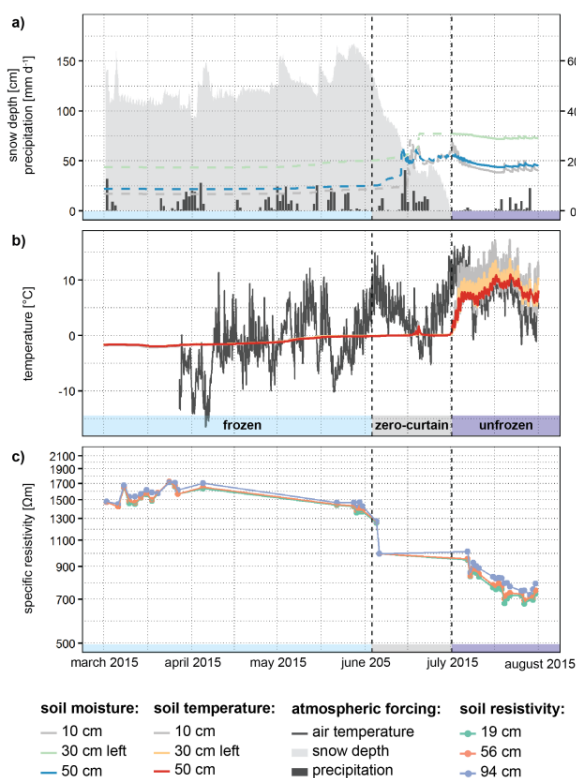 a)
snow depth [cm]
precipitation [mm d⁻¹]
150
100
50
0
60
40
20
0
b)
temperature [°C]
10
0
-10
frozen
zero-curtain
unfrozen
c)
specific resistivity [Ωm]
2100
1900
1700
1500
1300
1100
900
700
500
march 2015
april 2015
may 2015
june 205
july 2015
august 2015
soil moisture:
10 cm
30 cm left
50 cm
soil temperature:
10 cm
30 cm left
50 cm
atmospheric forcing:
air temperature
snow depth
precipitation
soil resistivity:
19 cm
56 cm
94 cm